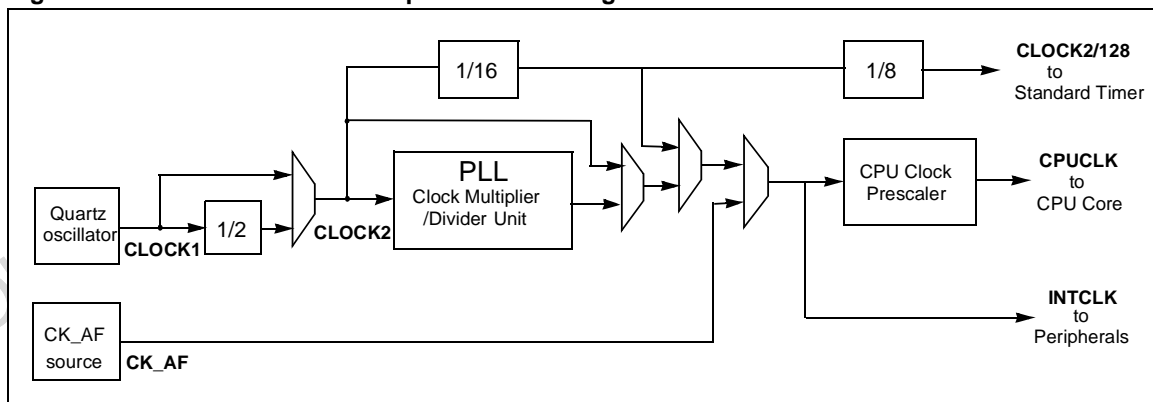 1/16
1/8
CLOCK2/128
to
Standard Timer
PLL
Clock Multiplier
/Divider Unit
CPU Clock
Prescaler
CPUCLK
to
CPU Core
Quartz
oscillator
CLOCK1
1/2
CLOCK2
INTCLK
to
Peripherals
CK_AF
source
CK_AF